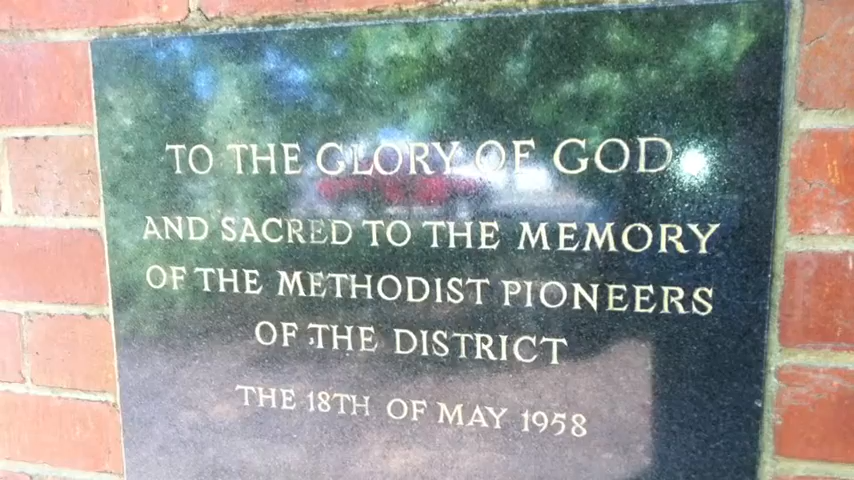 TO THE GLORY OF GOD
AND SACRED TO THE MEMORY
OF THE METHODIST PIONEERS
OF THE DISTRICT
THE 18TH OF MAY 1958